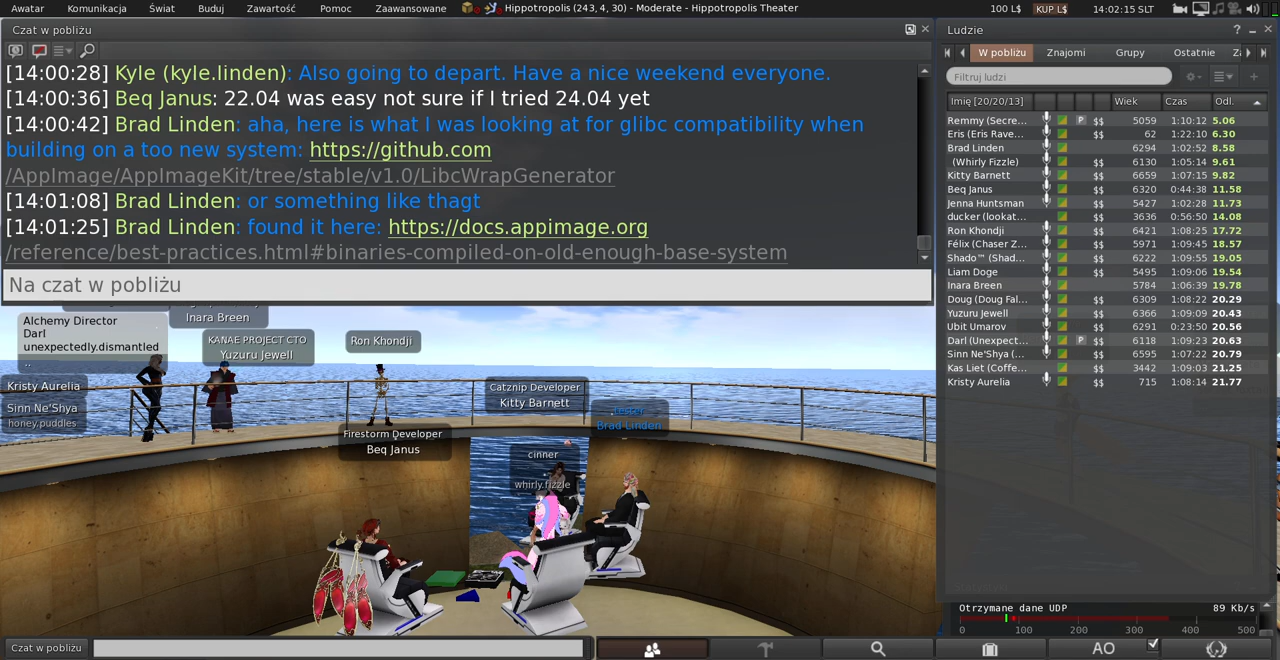 Awatar Komunikacja Świat Buduj Zawartość Pomoc Zaawansowane Hippotropolis (243, 4, 30) - Moderate - Hippotropolis Theater 100 L$ KUP L$ 14:02:15 SLT
Czat w pobliżu
[14:00:28] Kyle (kyle.linden): Also going to depart. Have a nice weekend everyone.
[14:00:36] Beq Janus: 22.04 was easy not sure if I tried 24.04 yet
[14:00:42] Brad Linden: aha, here is what I was looking at for glibc compatibility when
building on a too new system: https://github.com
/AppImage/AppImageKit/tree/stable/v1.0/LibcWrapGenerator
[14:01:08] Brad Linden: or something like thagt
[14:01:25] Brad Linden: found it here: https://docs.appimage.org
/reference/best-practices.html#binaries-compiled-on-old-enough-base-system
Na czat w pobliżu
Inara Breen
Alchemy Director
Darl
unexpectedly.dismantled
..
KANAE PROJECT CTO
Yuzuru Jewell
Ron Khondji
Kristy Aurelia
Sinn Ne'Shya
honey.puddles
Catznip Developer
Kitty Barnett
Tester
Brad Linden
Firestorm Developer
Beq Janus
cinner
whirly.fizzle
Ludzie
W pobliżu Znajomi Grupy Ostatnie
Filtruj ludzi
Imię [20/20/13] Wiek Czas Odl.
Remmy (Secre... P $$ 5059 1:10:12 5.06
Eris (Eris Rave... $$ 62 1:22:10 6.30
Brad Linden 6294 1:02:52 8.58
(Whirly Fizzle) $$ 6130 1:05:14 9.61
Kitty Barnett $$ 6659 1:07:15 9.82
Beq Janus $$ 6320 0:44:38 11.58
Jenna Huntsman $$ 5427 1:02:28 11.73
ducker (lookat... $$ 3636 0:56:50 14.08
Ron Khondji $$ 6421 1:08:25 17.72
Félix (Chaser Z... $$ 5971 1:09:45 18.57
Shado™ (Shad... $$ 6222 1:09:55 19.05
Liam Doge $$ 5495 1:09:06 19.54
Inara Breen 5784 1:06:39 19.78
Doug (Doug Fal... $$ 6309 1:08:22 20.29
Yuzuru Jewell $$ 6366 1:09:09 20.43
Ubit Umarov $$ 6291 0:23:50 20.56
Darl (Unexpect... P $$ 6118 1:09:23 20.63
Sinn Ne'Shya (... $$ 6595 1:07:22 20.79
Kas Liet (Coffe... $$ 3442 1:09:03 21.25
Kristy Aurelia $$ 715 1:08:14 21.77
Otrzymane dane UDP 89 Kb/s
0 100 200 300 400 500
Czat w pobliżu
AO